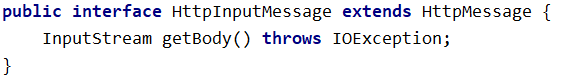 public interface HttpInputMessage extends HttpMessage {
    InputStream getBody() throws IOException;
}